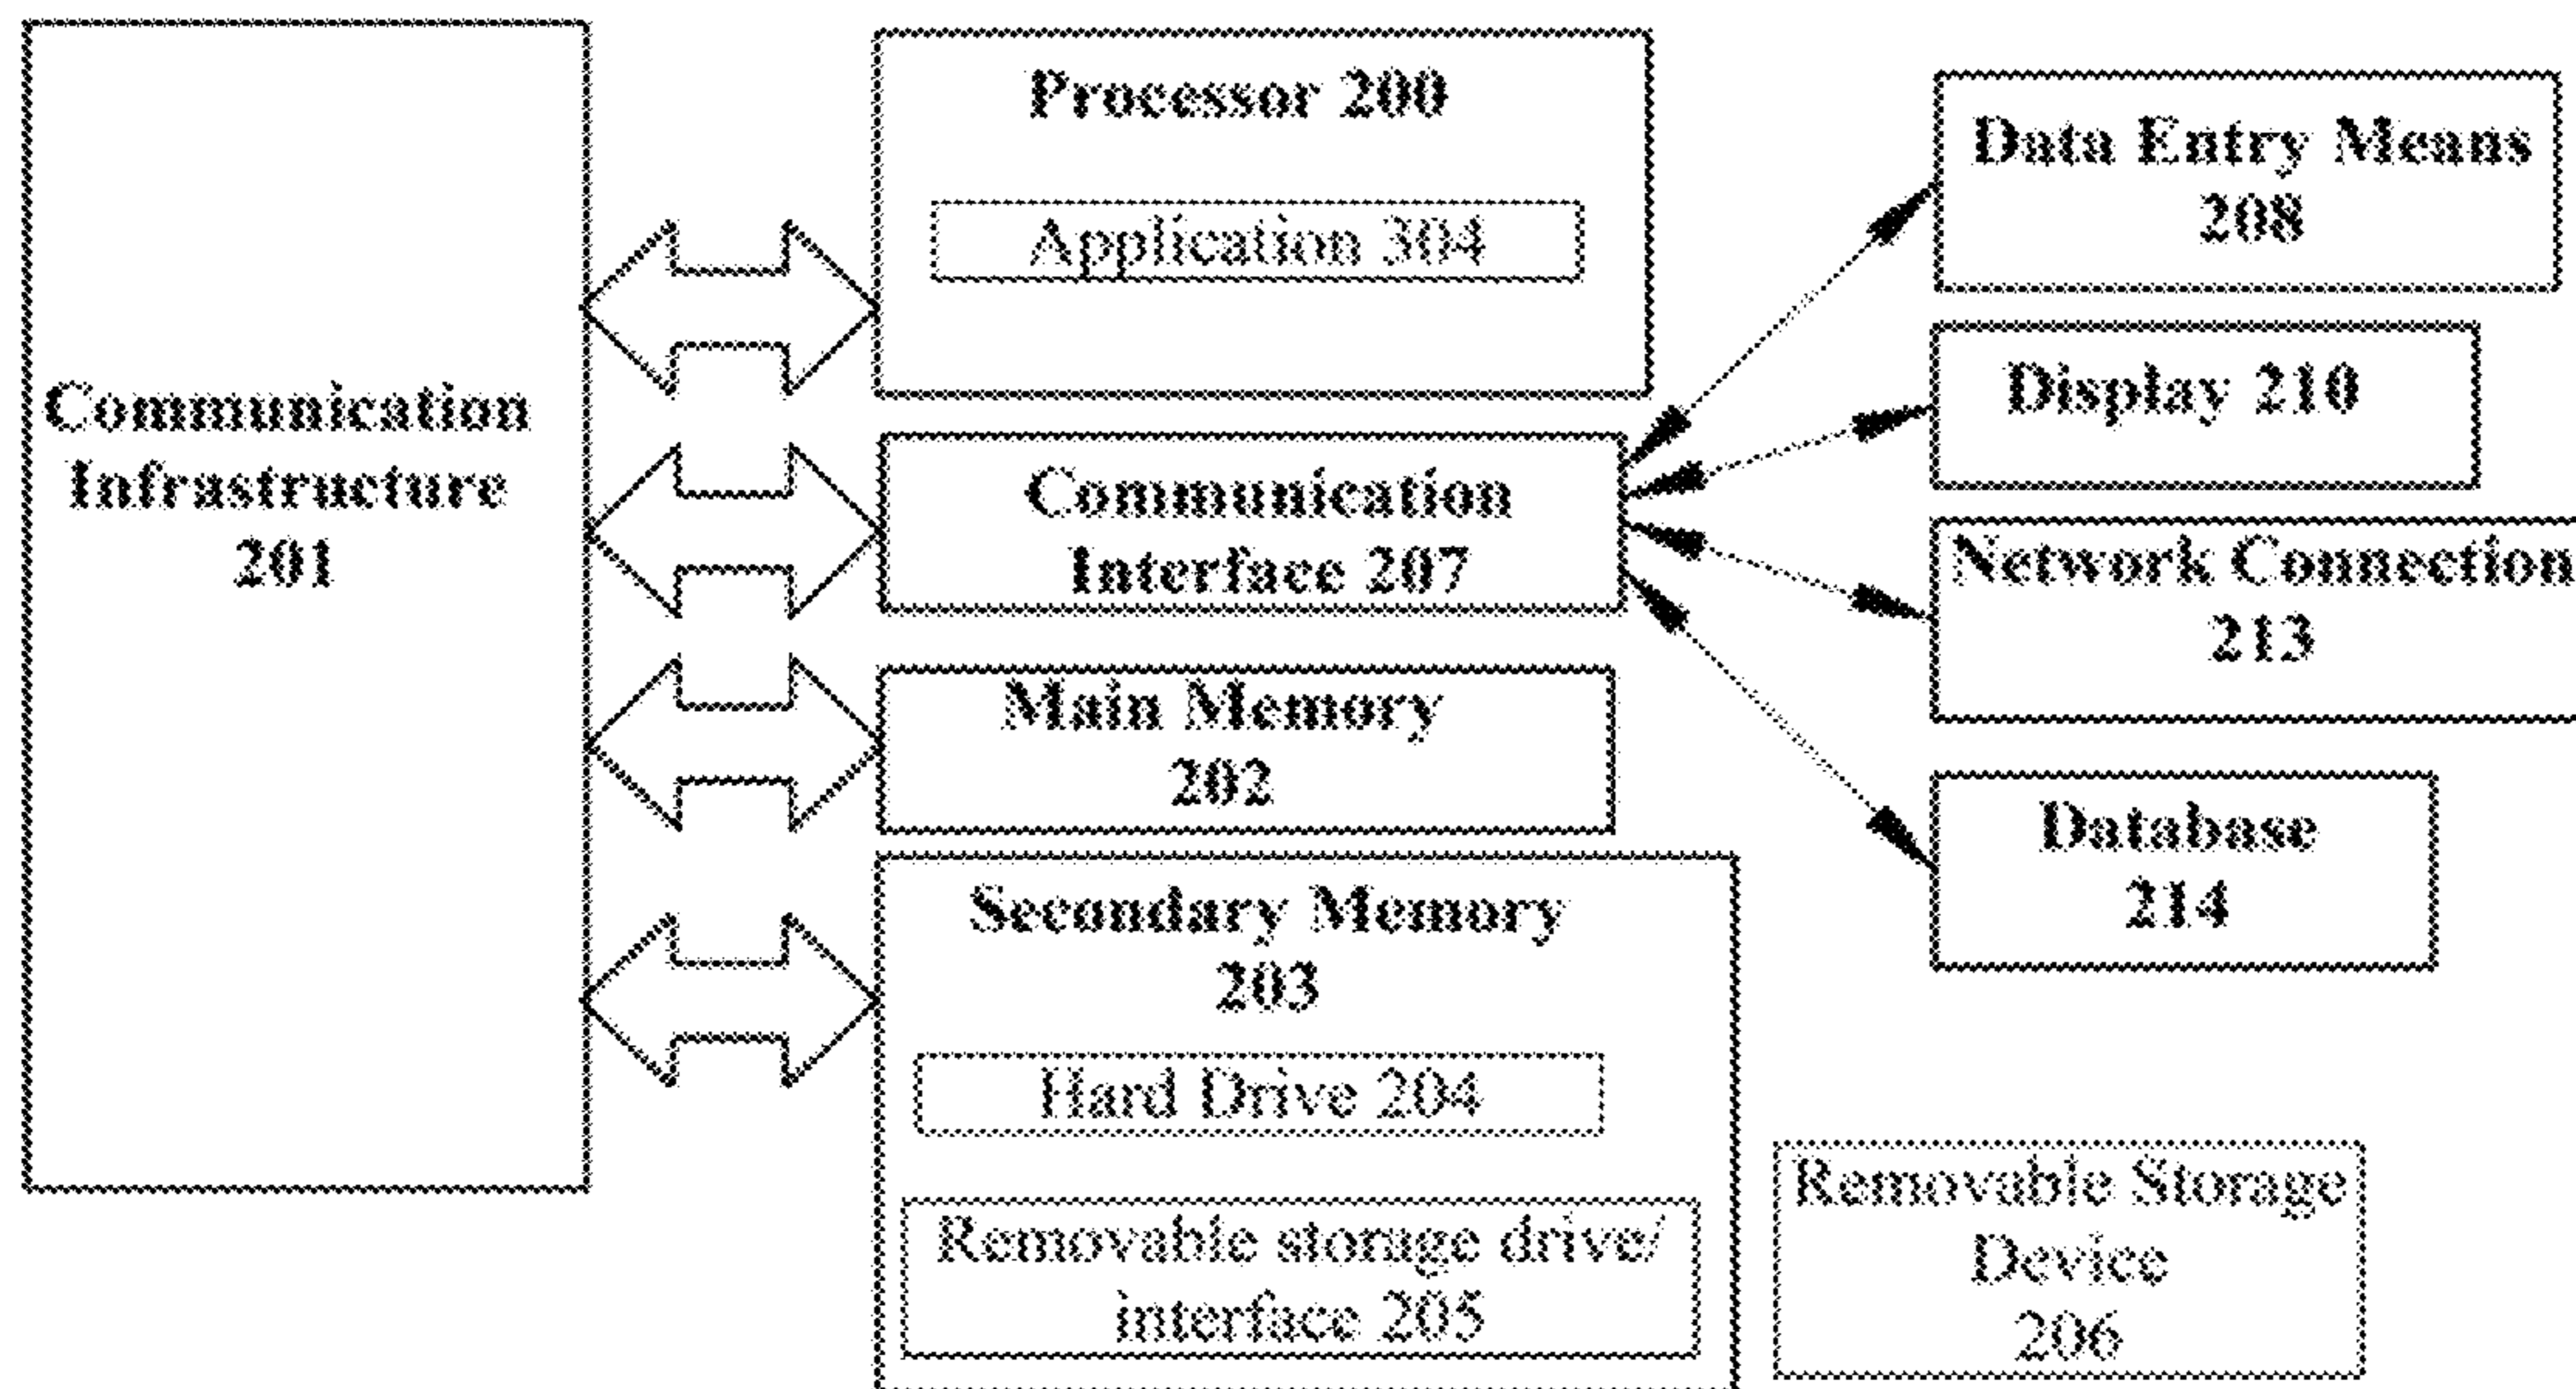 Communication
Infrastructure
201
Processor 200
Application 304
Communication
Interface 207
Main Memory
202
Secondary Memory
203
Hard Drive 204
Removable storage drive/
interface 205
Data Entry Means
208
Display 210
Network Connection
213
Database
214
Removable Storage
Device
206